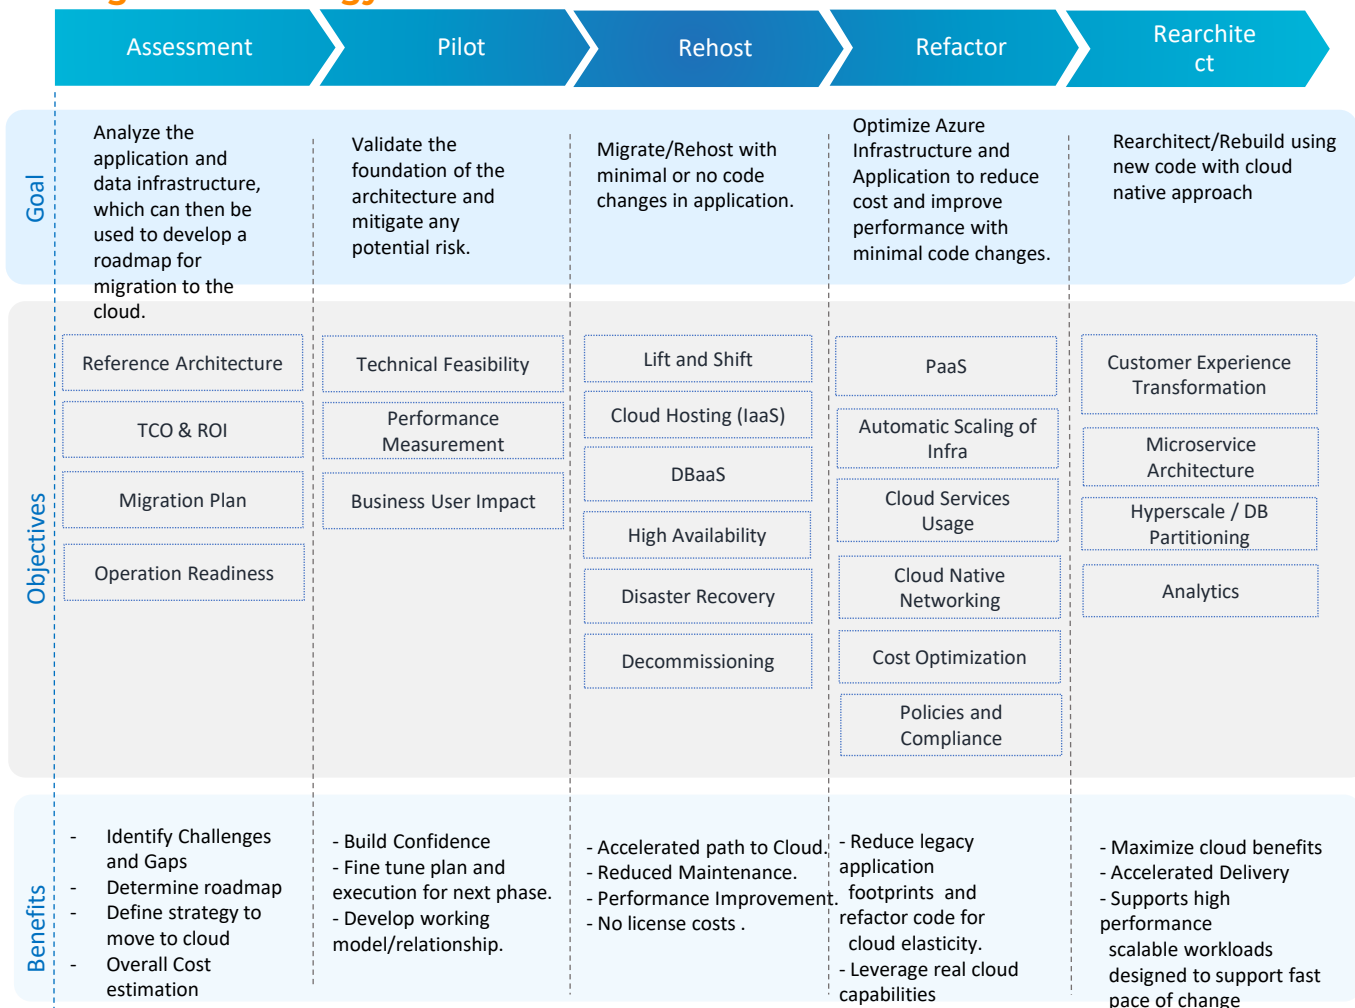 Assessment
Pilot
Rehost
Refactor
Rearchite
ct
Goal
Analyze the
application and
data infrastructure,
which can then be
used to develop a
roadmap for
migration to the
cloud.
Validate the
foundation of the
architecture and
mitigate any
potential risk.
Migrate/Rehost with
minimal or no code
changes in application.
Optimize Azure
Infrastructure and
Application to reduce
cost and improve
performance with
minimal code changes.
Rearchitect/Rebuild using
new code with cloud
native approach
Objectives
Reference Architecture
TCO & ROI
Migration Plan
Operation Readiness
Technical Feasibility
Performance
Measurement
Business User Impact
Lift and Shift
Cloud Hosting (IaaS)
DBaaS
High Availability
Disaster Recovery
Decommissioning
PaaS
Automatic Scaling of
Infra
Cloud Services
Usage
Cloud Native
Networking
Cost Optimization
Policies and
Compliance
Customer Experience
Transformation
Microservice
Architecture
Hyperscale / DB
Partitioning
Analytics
Benefits
- Identify Challenges
and Gaps
- Determine roadmap
- Define strategy to
move to cloud
- Overall Cost
estimation
- Build Confidence
- Fine tune plan and
execution for next phase.
- Develop working
model/relationship.
- Accelerated path to Cloud.
- Reduced Maintenance.
- Performance Improvement.
- No license costs .
- Reduce legacy
application
footprints and
refactor code for
cloud elasticity.
- Leverage real cloud
capabilities
- Maximize cloud benefits
- Accelerated Delivery
- Supports high
performance
scalable workloads
designed to support fast
pace of change